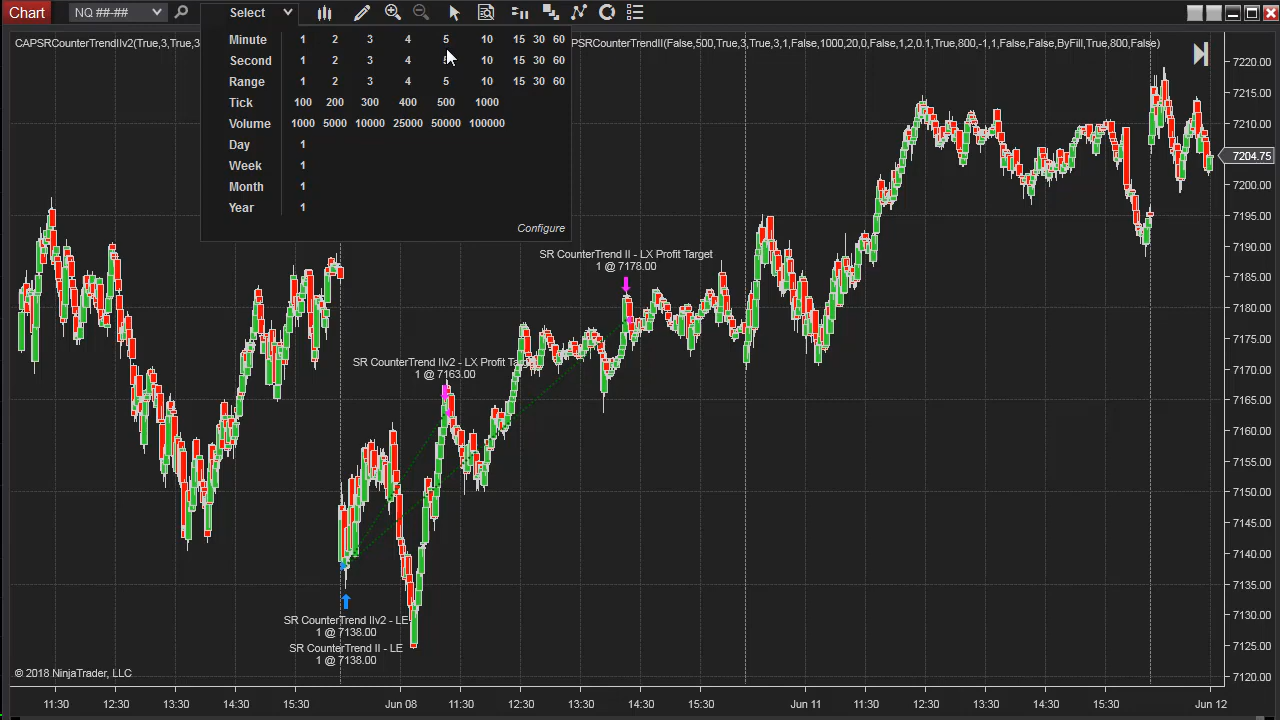 Chart NQ ##-## Select
CAPSRCounterTrendIIv2(True,3,True,3 PSRCounterTrendII(False,500,True,3,True,3,1,False,1000,20,0,1,2,0.1,True,800,-1,1,False,False,ByFill,True,800,False)
Minute 1 2 3 4 5 10 15 30 60
Second 1 2 3 4 5 10 15 30 60
Range 1 2 3 4 5 10 15 30 60
Tick 100 200 300 400 500 1000
Volume 1000 5000 10000 25000 50000 100000
Day 1
Week 1
Month 1
Year 1
Configure
7220.00
7215.00
7210.00
7204.75
7200.00
7195.00
7190.00
7185.00
7180.00
7175.00
7170.00
7165.00
7160.00
7155.00
7150.00
7145.00
7140.00
7135.00
7130.00
7125.00
7120.00
SR CounterTrend II - LX Profit Target
1 @ 7178.00
SR CounterTrend IIv2 - LX Profit Target
1 @ 7163.00
SR CounterTrend IIv2 - LE
1 @ 7138.00
SR CounterTrend II - LE
1 @ 7138.00
© 2018 NinjaTrader, LLC
11:30 12:30 13:30 14:30 15:30 Jun 08 11:30 12:30 13:30 14:30 15:30 Jun 11 11:30 12:30 13:30 14:30 15:30 Jun 12